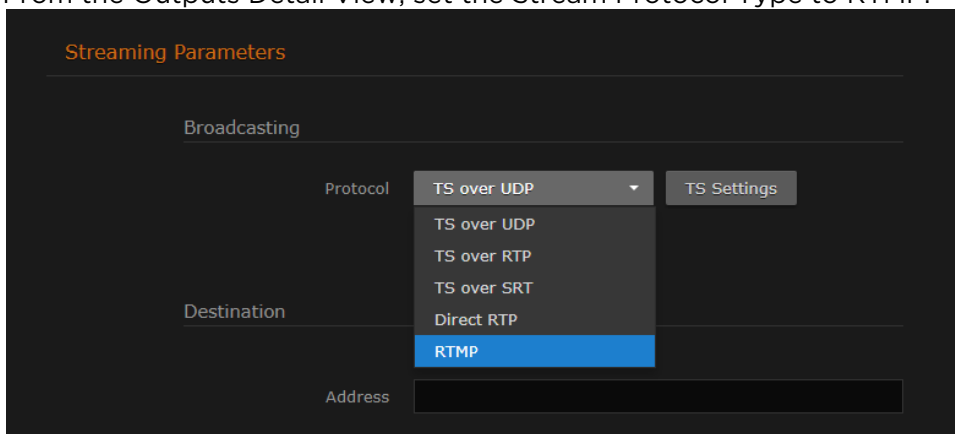 From the Outputs Detail View, set the Stream Protocol Type to RTMP.
Streaming Parameters
Broadcasting
Protocol TS over UDP TS Settings
TS over UDP
TS over RTP
TS over SRT
Destination
Direct RTP
RTMP
Address